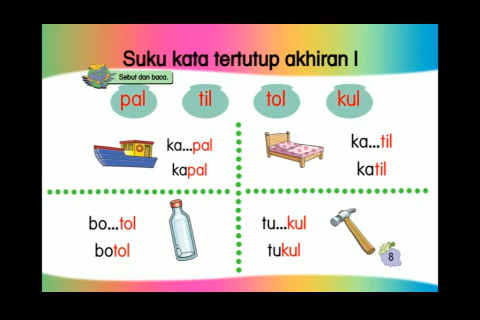 Suku kata tertutup akhiran l
Sebut dan baca.
pal til tol kul
ka...pal
kapal
ka...til
katil
bo...tol
botol
tu...kul
tukul
8